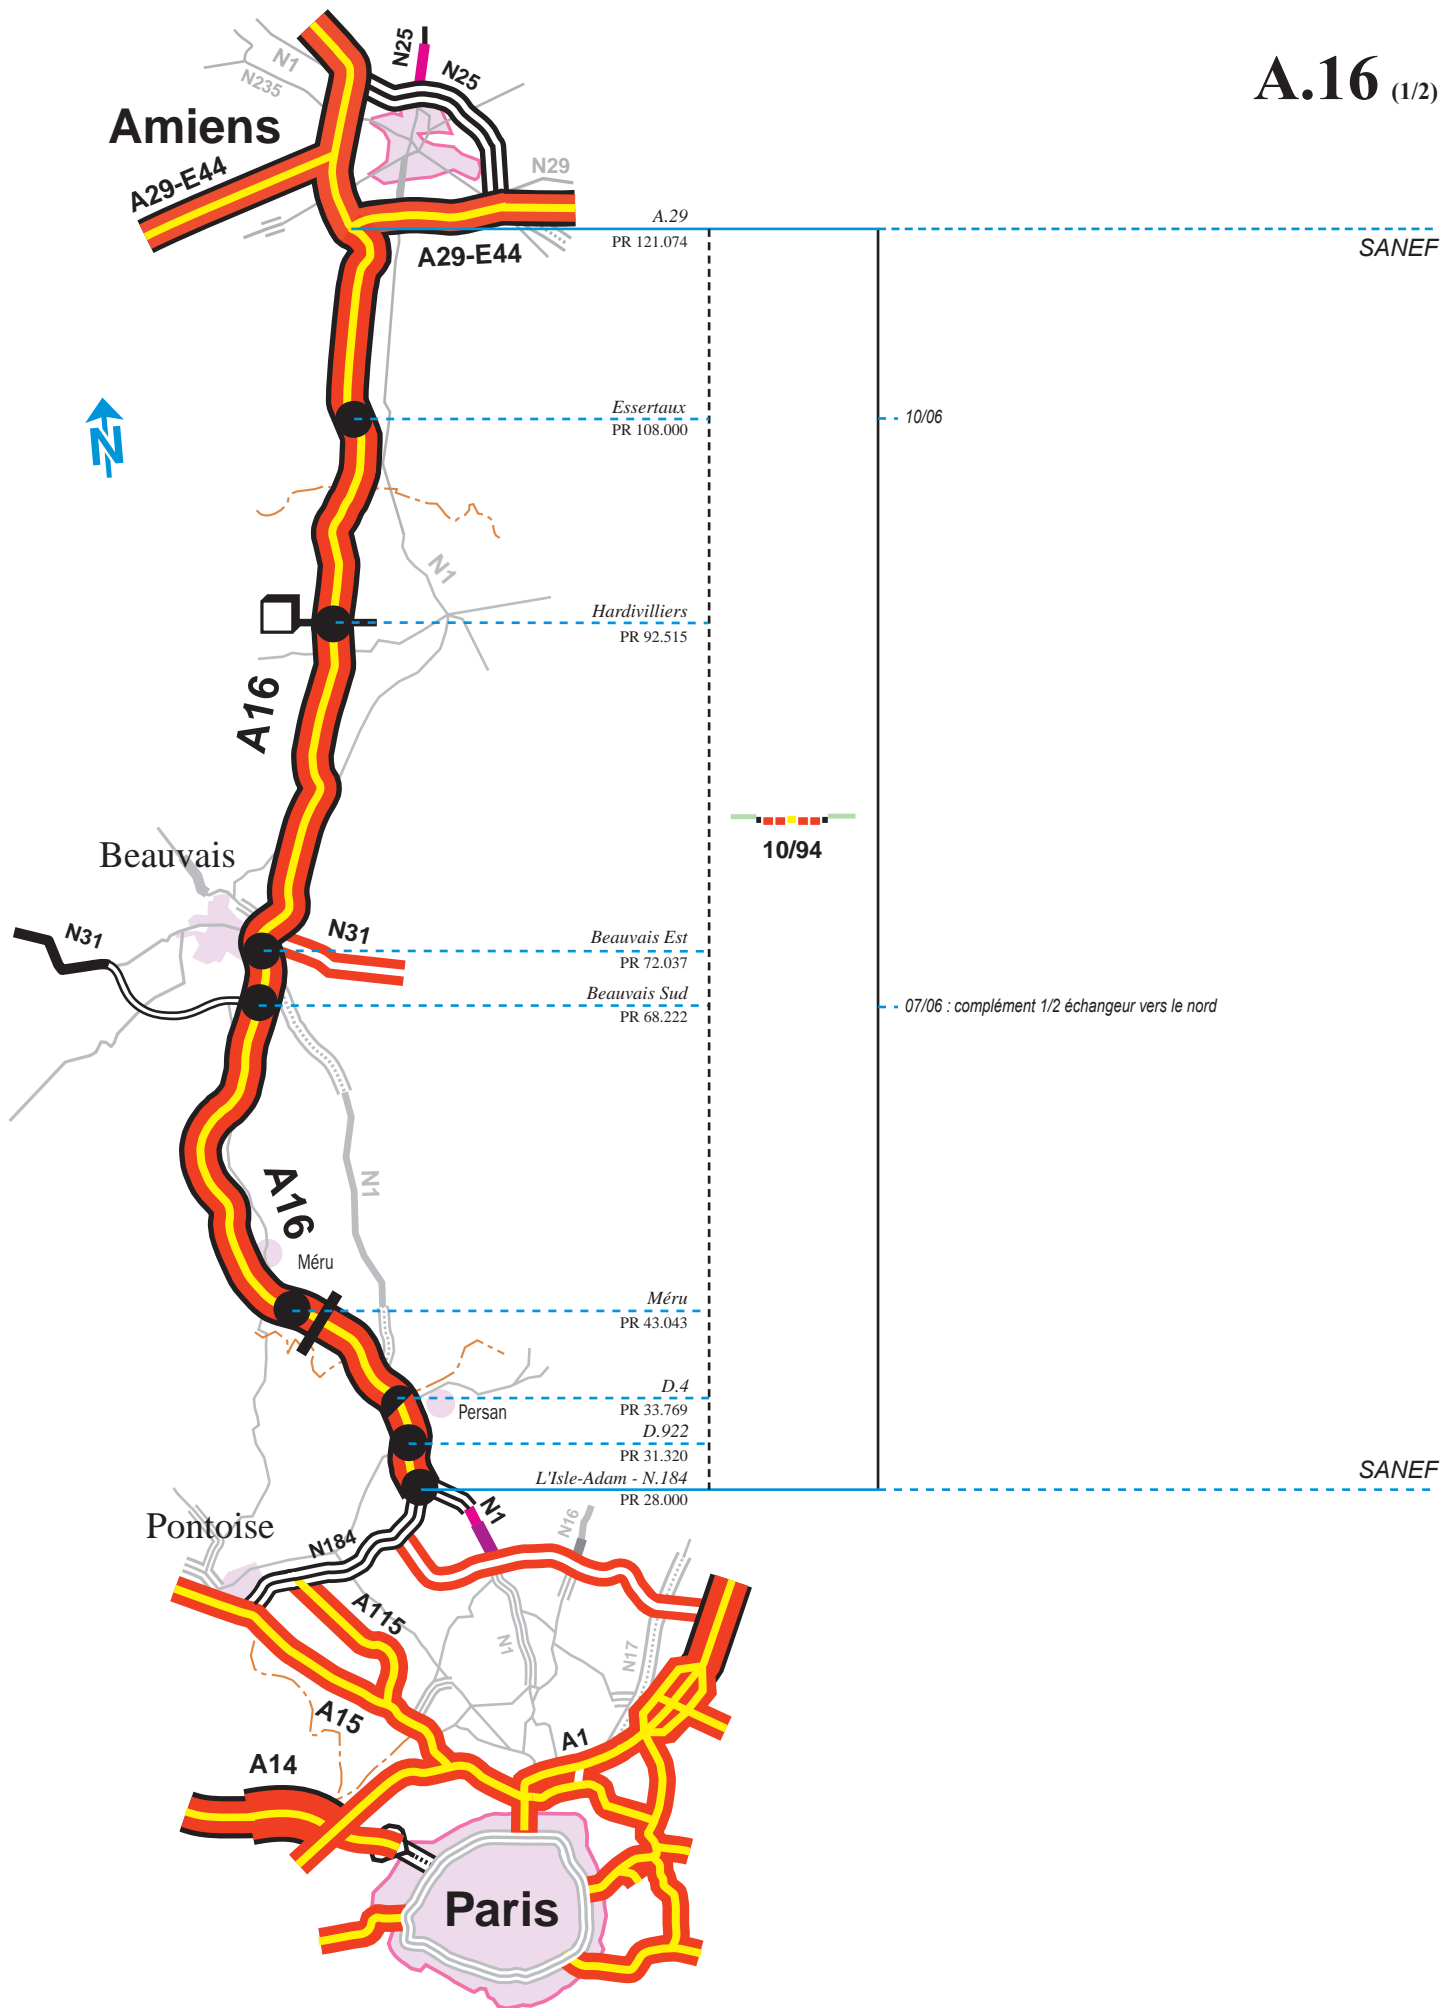 A.16 (1/2)
N1
N235
N25
N25
Amiens
A29-E44
N29
A.29
PR 121.074
SANEF
A29-E44
Essertaux
PR 108.000
10/06
N
N1
Hardivilliers
PR 92.515
A16
10/94
Beauvais
N31
N31
Beauvais Est
PR 72.037
Beauvais Sud
PR 68.222
07/06 : complément 1/2 échangeur vers le nord
N1
A16
Méru
Méru
PR 43.043
D.4
PR 33.769
Persan
D.922
PR 31.320
L'Isle-Adam - N.184
PR 28.000
SANEF
Pontoise
N184
N1
N16
A115
N1
N17
A15
A1
A14
Paris